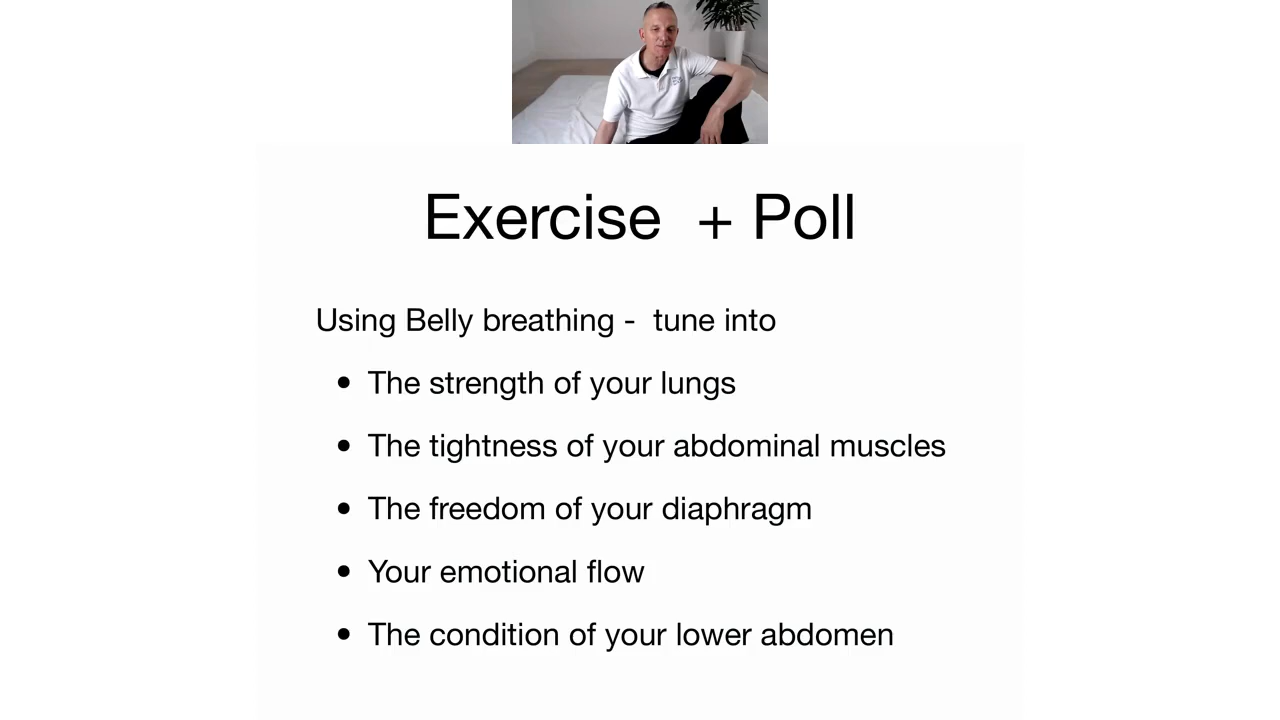 Exercise + Poll
Using Belly breathing - tune into
• The strength of your lungs
• The tightness of your abdominal muscles
• The freedom of your diaphragm
• Your emotional flow
• The condition of your lower abdomen